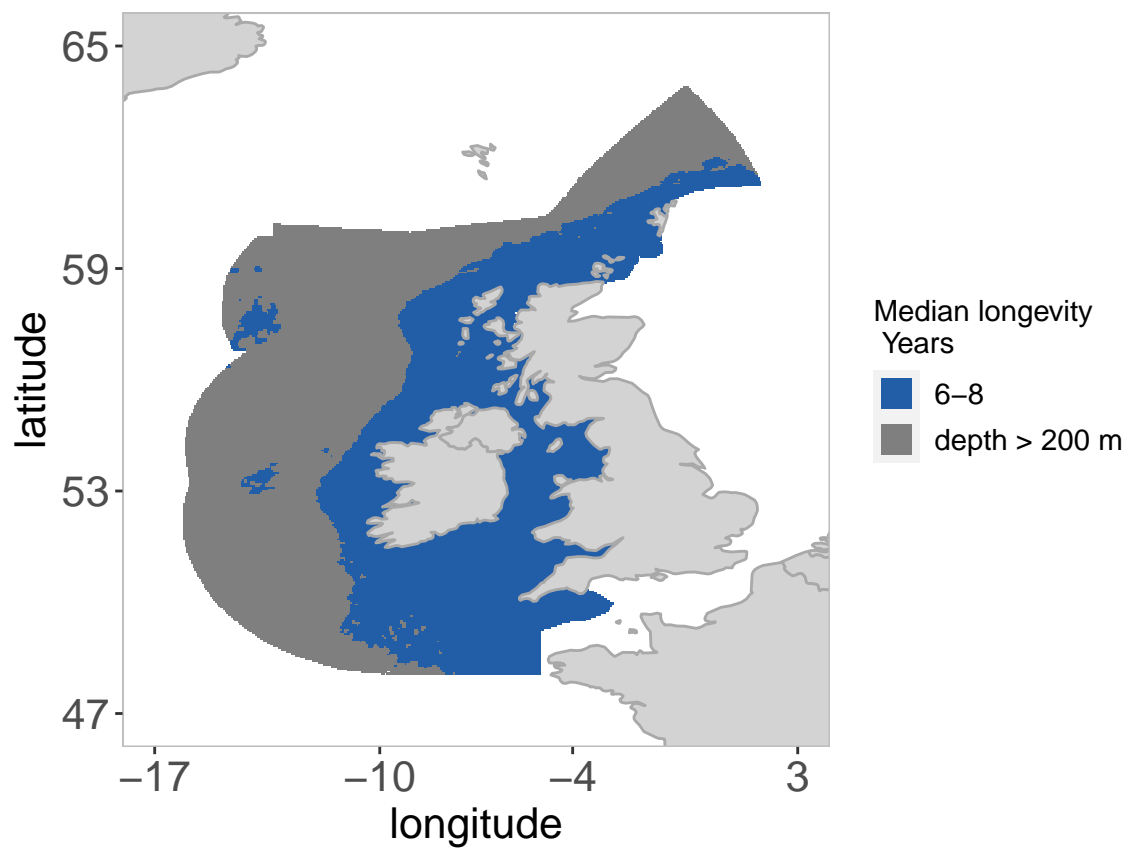 65
59
53
47
latitude
−17
−10
−4
3
longitude
Median longevity
Years
6−8
depth > 200 m